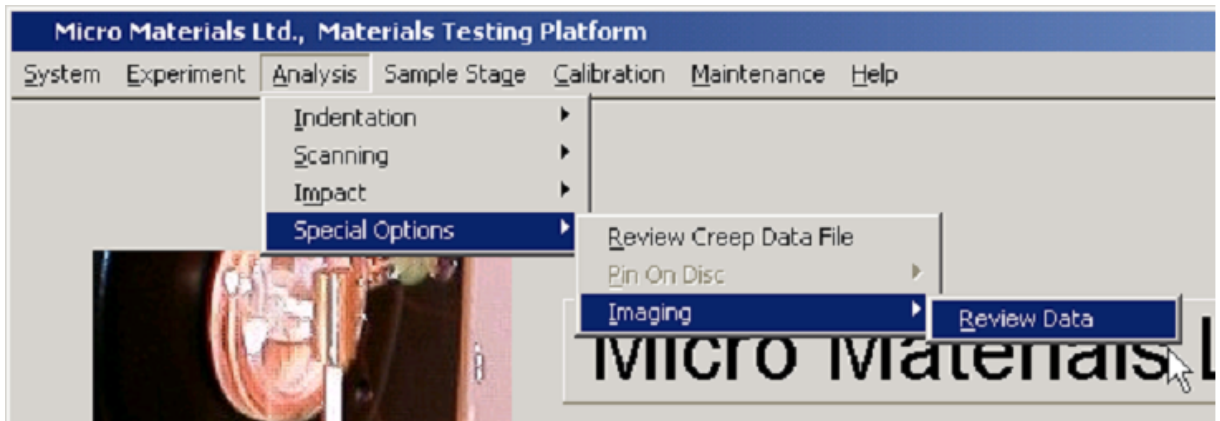 Micro Materials Ltd., Materials Testing Platform
System Experiment Analysis Sample Stage Calibration Maintenance Help
Indentation
Scanning
Impact
Special Options
Review Creep Data File
Pin On Disc
Imaging
Review Data
Micro Materials L